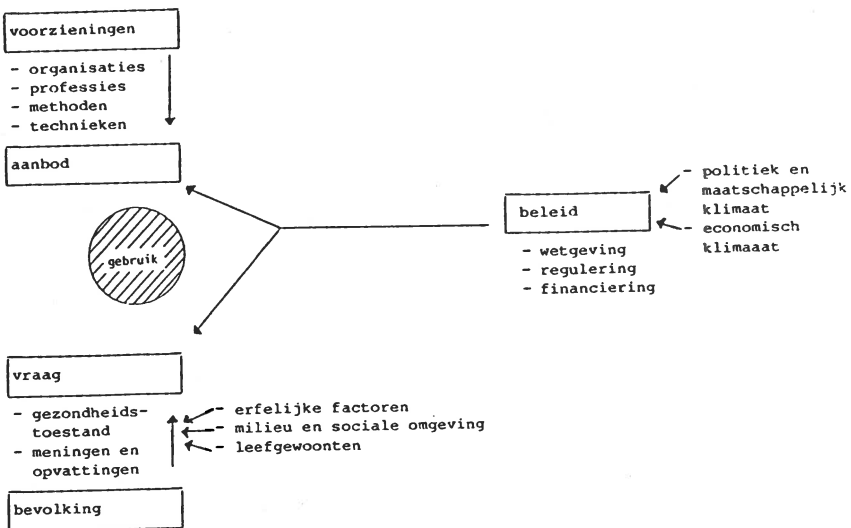 voorzieningen
- organisaties
- professies
- methoden
- technieken
aanbod
gebruik
beleid
- wetgeving
- regulering
- financiering
- politiek en
maatschappelijk
klimaat
- economisch
klimaaat
vraag
- gezondheids-
toestand
- meningen en
opvattingen
- erfelijke factoren
- milieu en sociale omgeving
- leefgewoonten
bevolking